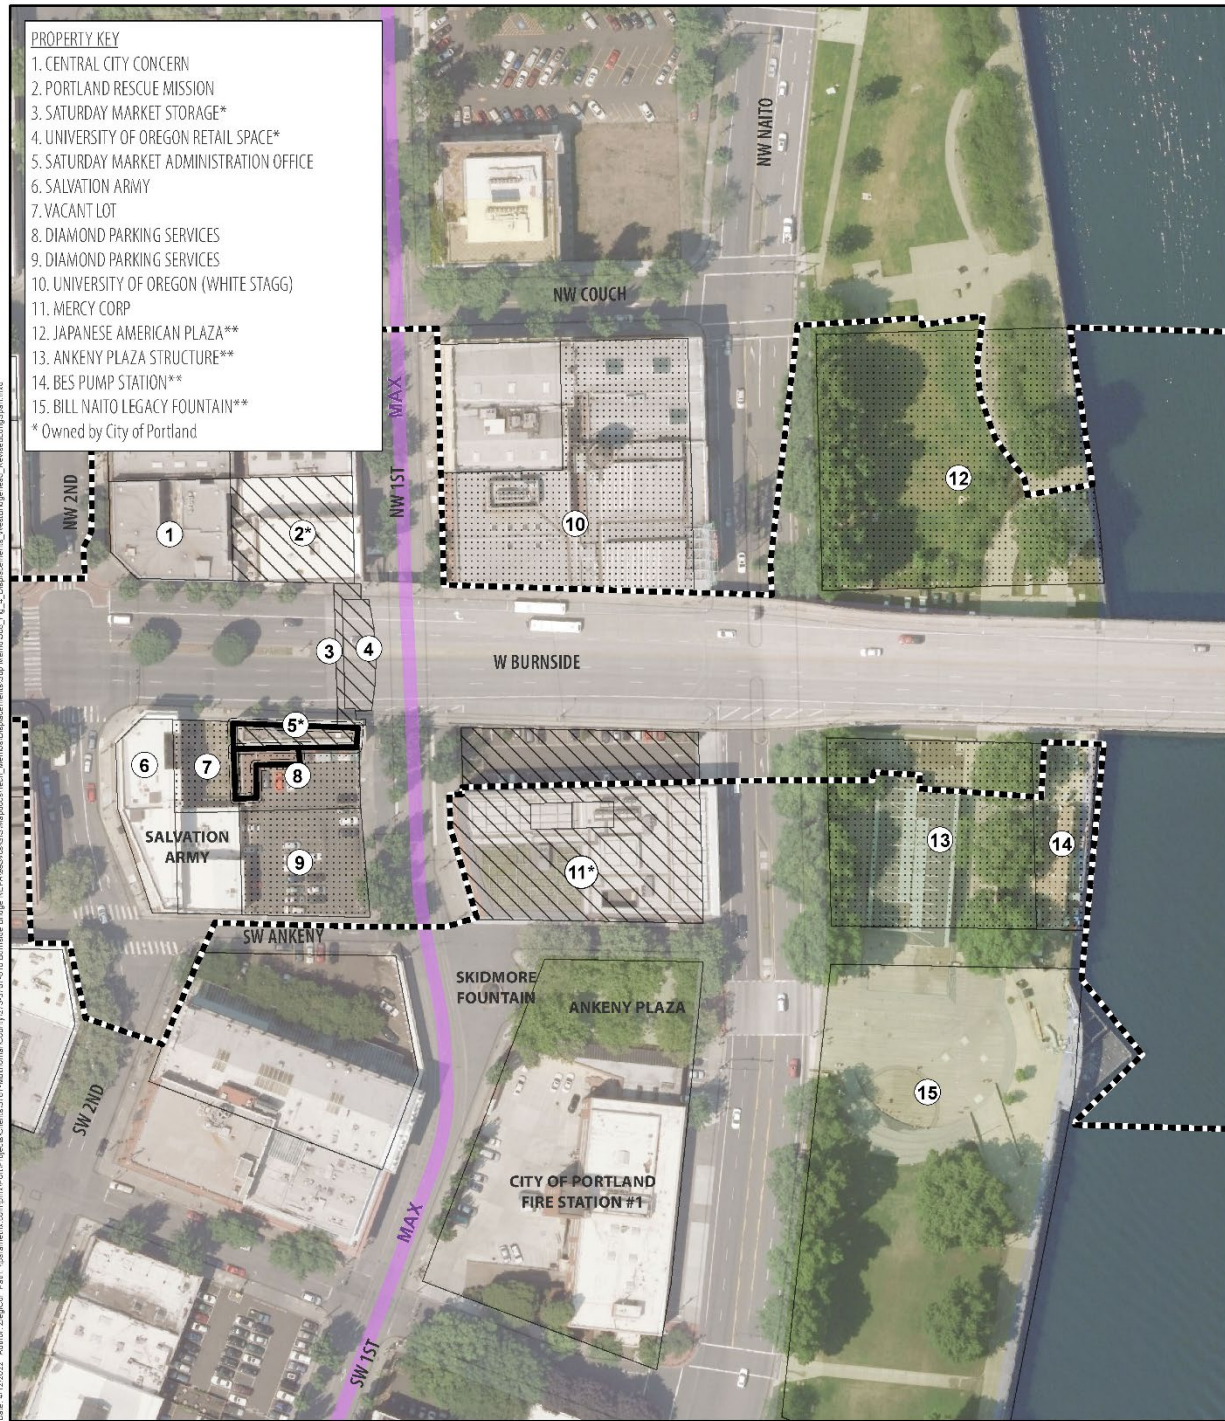 PROPERTY KEY
1. CENTRAL CITY CONCERN
2. PORTLAND RESCUE MISSION
3. SATURDAY MARKET STORAGE*
4. UNIVERSITY OF OREGON RETAIL SPACE*
5. SATURDAY MARKET ADMINISTRATION OFFICE
6. SALVATION ARMY
7. VACANT LOT
8. DIAMOND PARKING SERVICES
9. DIAMOND PARKING SERVICES
10. UNIVERSITY OF OREGON (WHITE STAGG)
11. MERCY CORP
12. JAPANESE AMERICAN PLAZA**
13. ANKENY PLAZA STRUCTURE**
14. BES PUMP STATION**
15. BILL NAITO LEGACY FOUNTAIN**
* Owned by City of Portland
NW NAITO
NW COUCH
MAX
NW 1ST
NW 2ND
1
2*
10
12
3
4
W BURNSIDE
5*
6
7
8
SALVATION
ARMY
9
11*
13
14
SW ANKENY
SKIDMORE
FOUNTAIN
ANKENY PLAZA
15
SW 2ND
CITY OF PORTLAND
FIRE STATION #1
MAX
SW 1ST